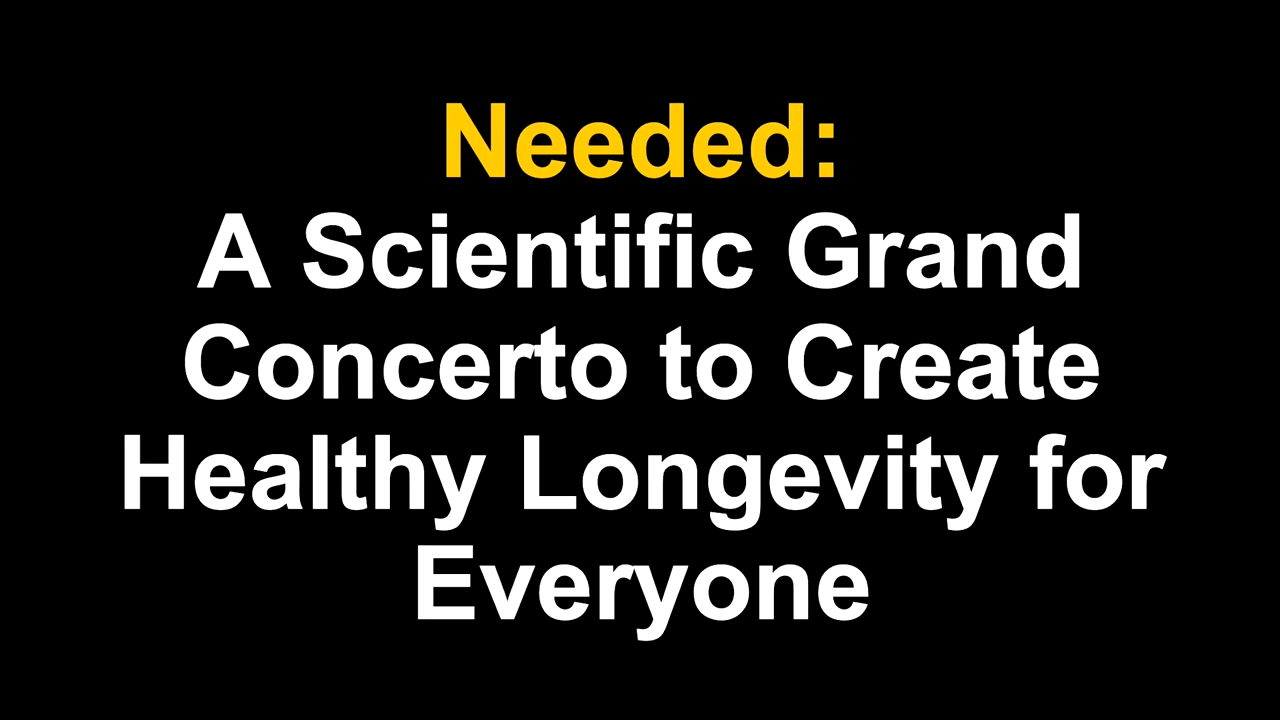 Needed:
A Scientific Grand
Concerto to Create
Healthy Longevity for
Everyone